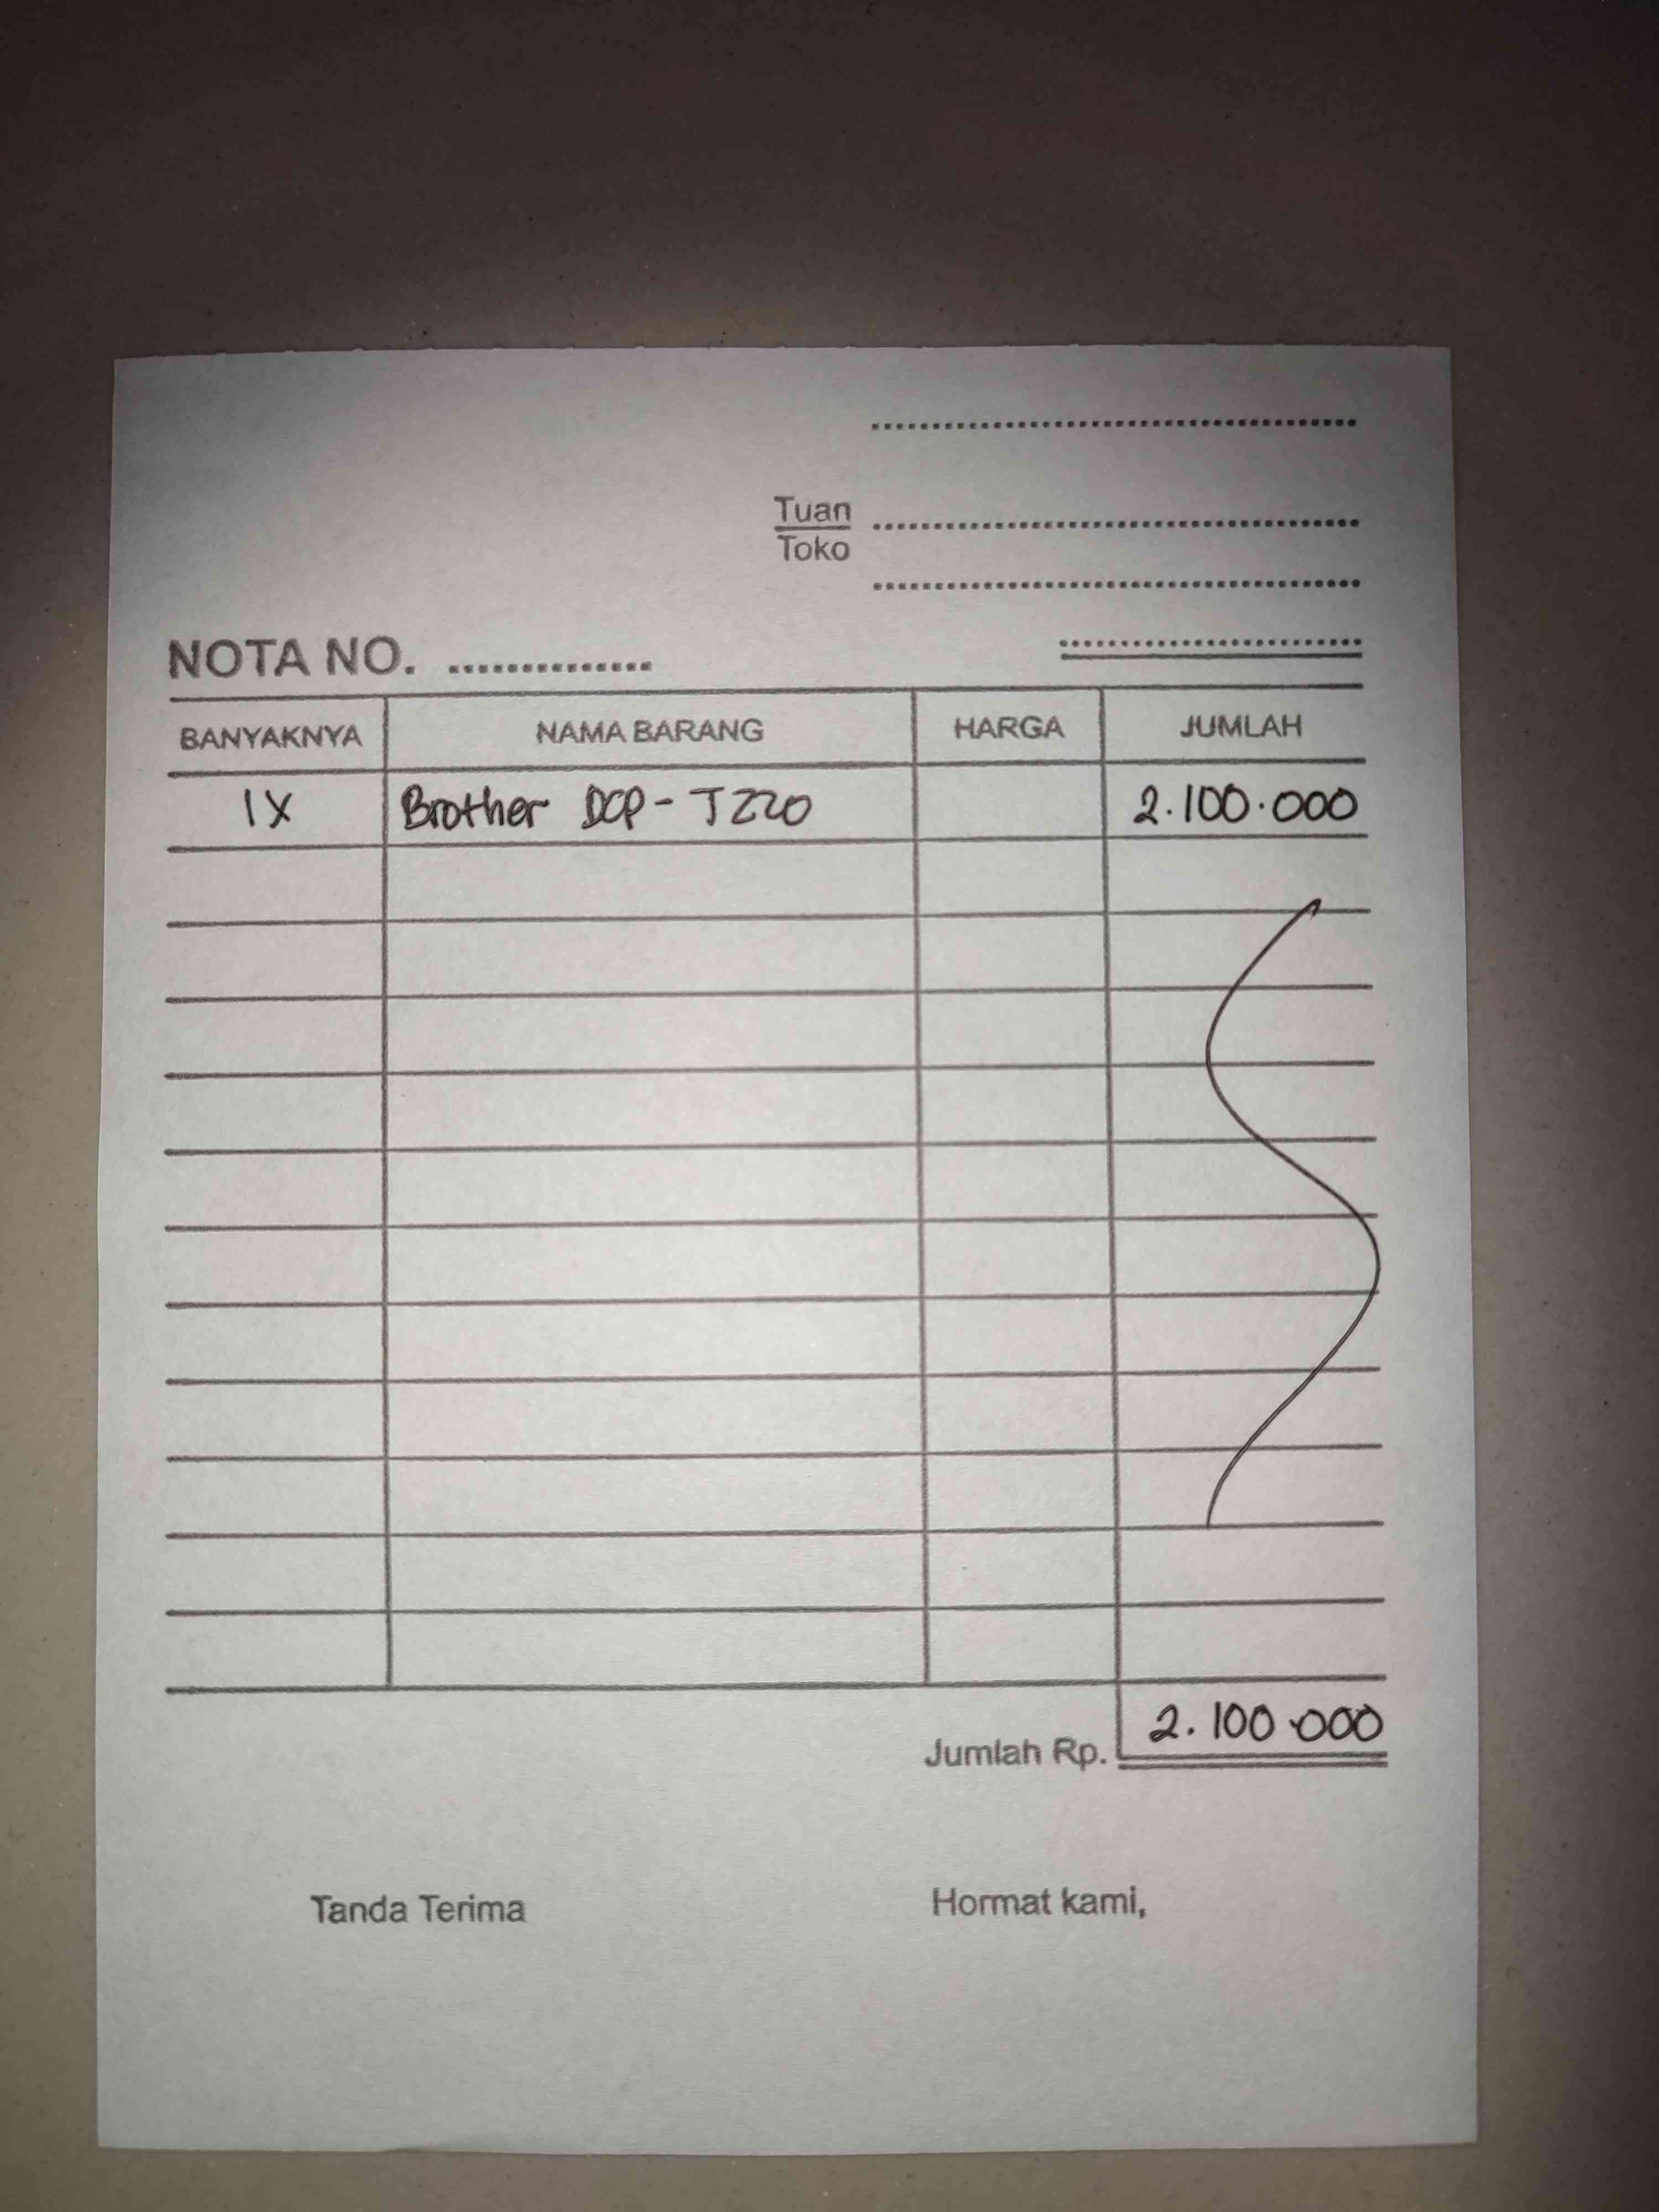 Tuan
Toko
NOTA NO.
BANYAKNYA NAMA BARANG HARGA JUMLAH
1X Brother DCP-T220 2.100.000
Jumlah Rp. 2.100.000
Tanda Terima Hormat kami,